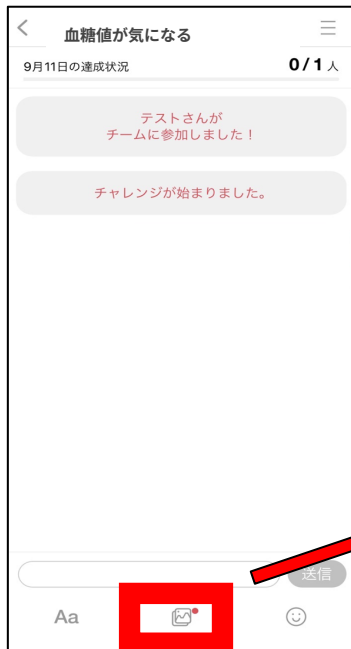 血糖値が気になる
9月11日の達成状況
0/1人
テストさんが
チームに参加しました!
チャレンジが始まりました。
送信
Aa